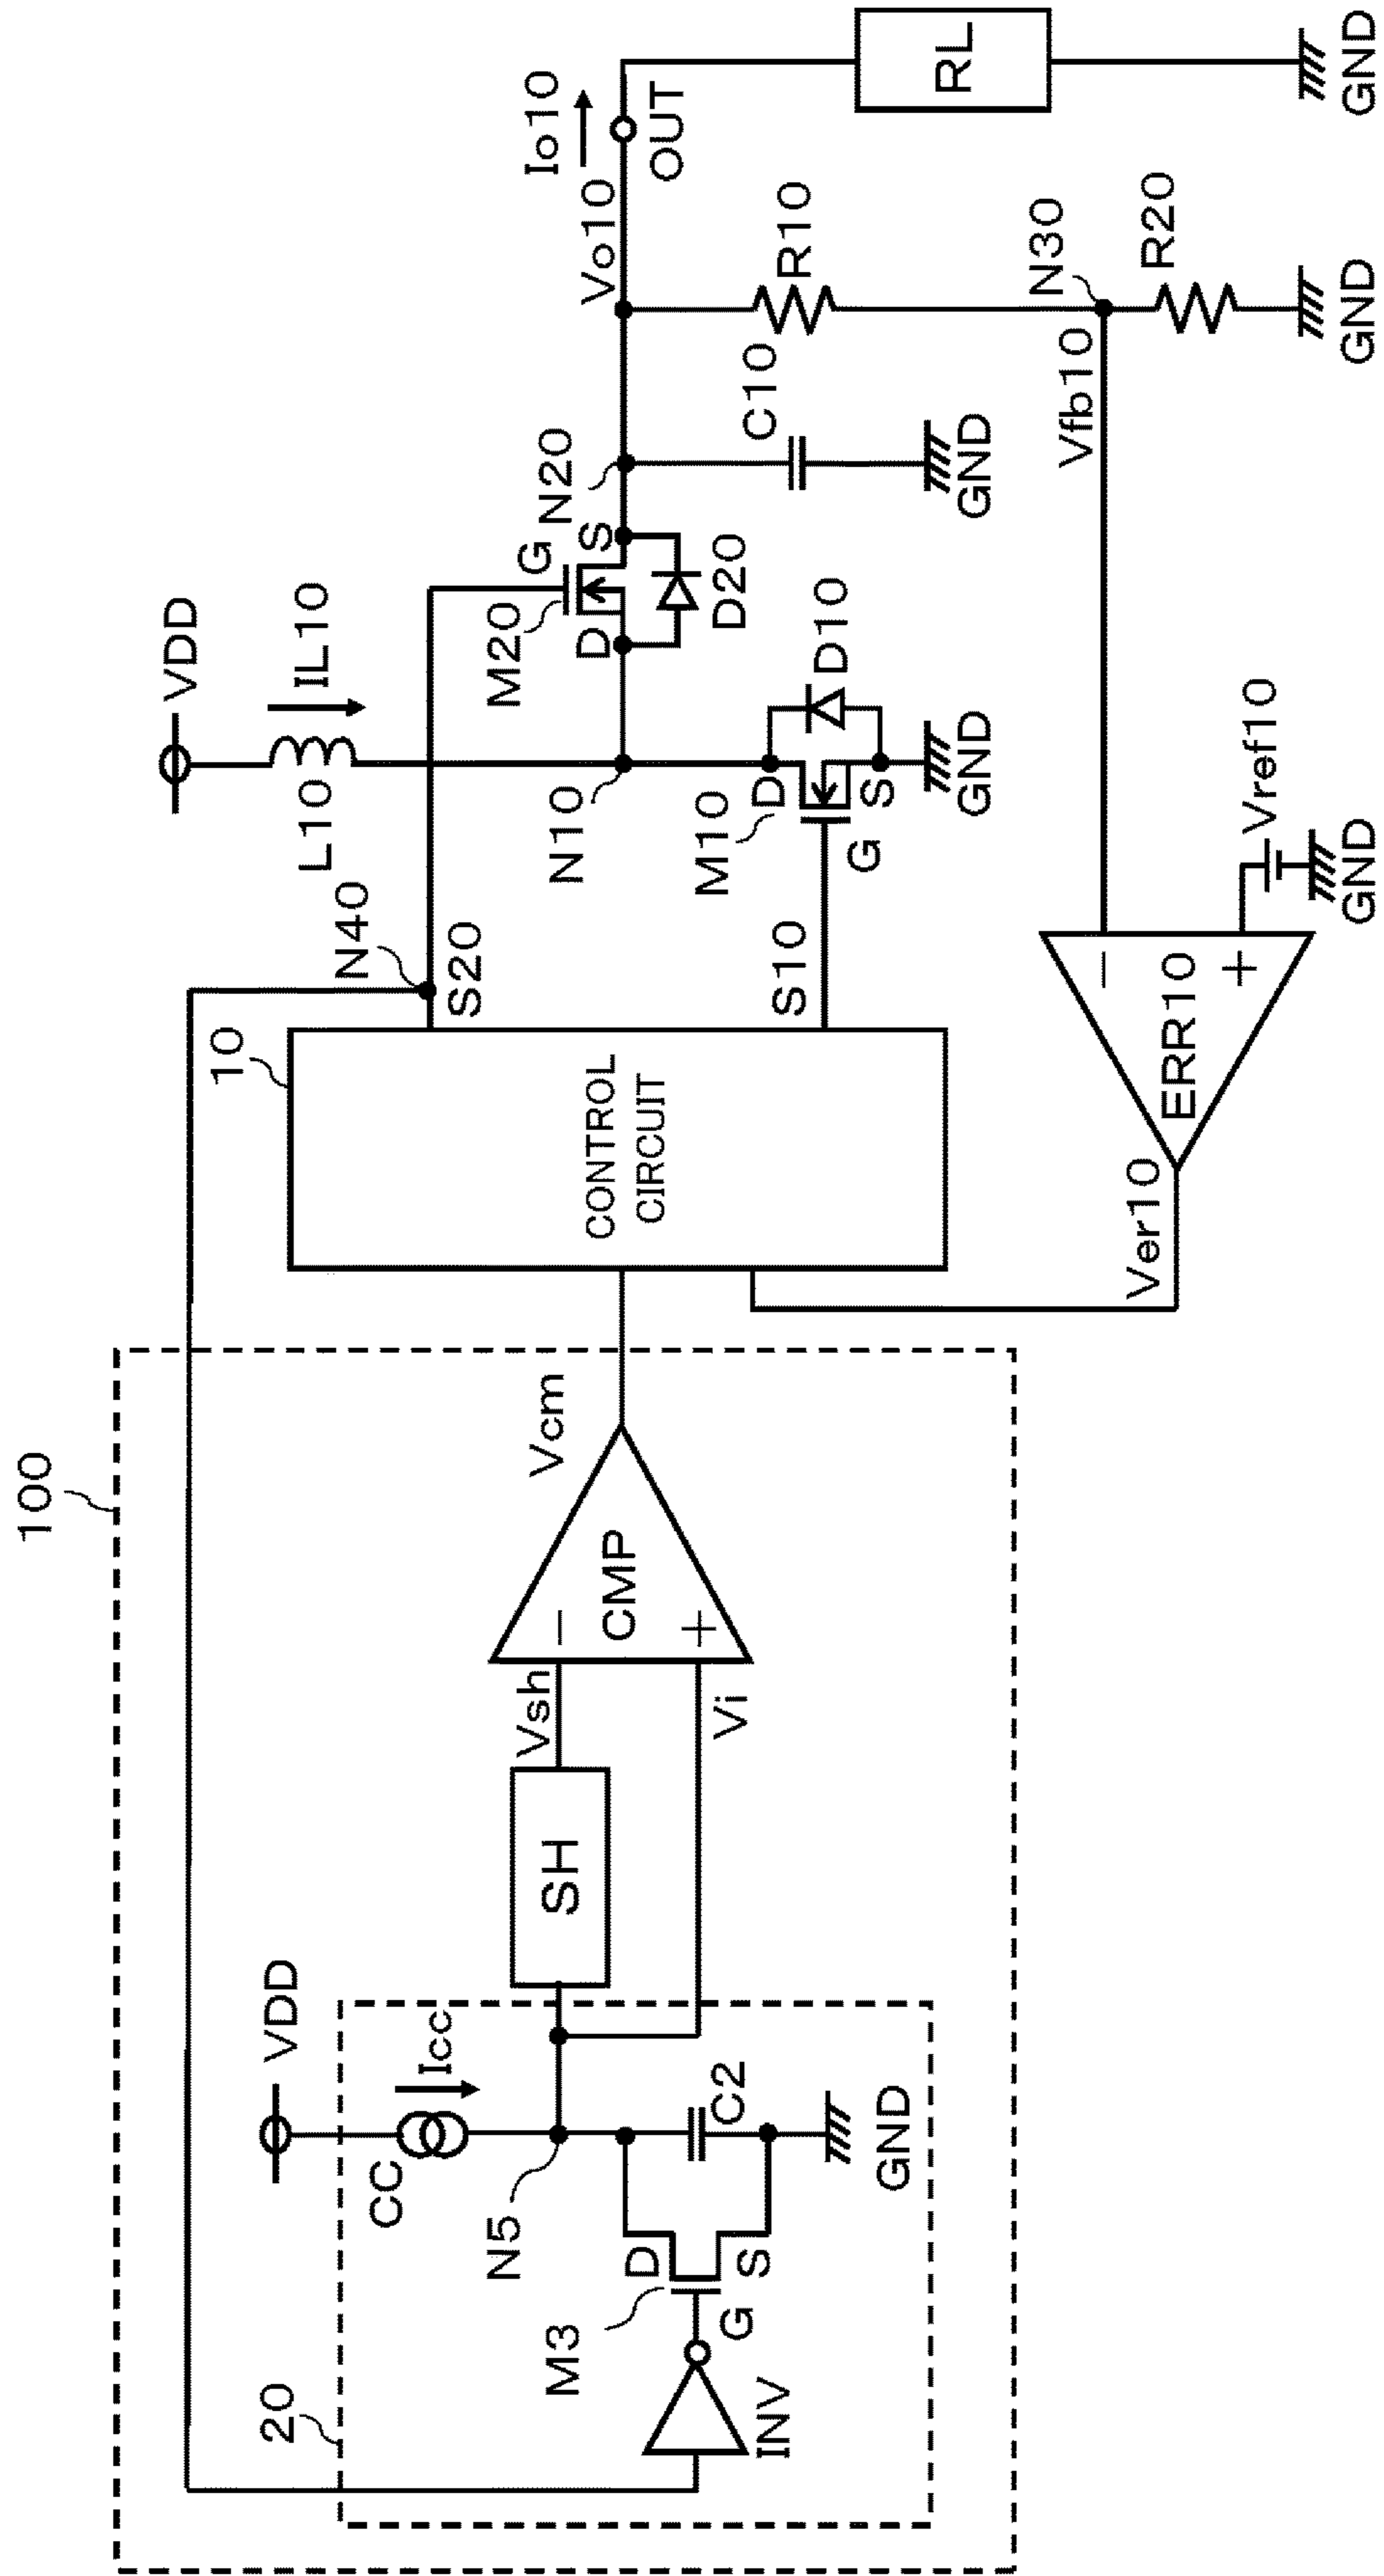 100
20
INV
M3
G
D
S
N5
CC
VDD
Icc
C2
GND
SH
Vsh
Vi
−
+
CMP
Vcm
10
CONTROL
CIRCUIT
N40
S20
S10
VDD
L10
IL10
N10
M10
D
G
S
D10
GND
M20
G
D
S
D20
N20
C10
GND
Vo10
Io10
OUT
R10
N30
R20
GND
RL
GND
Vfb10
Vref10
GND
−
+
ERR10
Ver10